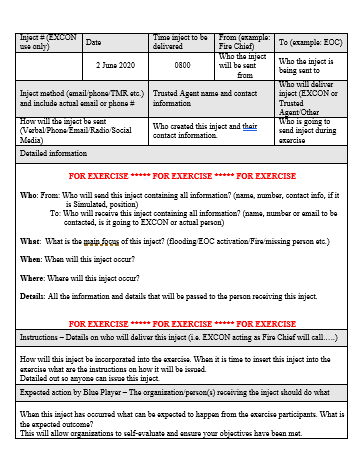 Inject # (EXCON
use only)
Date
Time inject to be
delivered
From (example:
Fire Chief)
To (example: EOC)
2 June 2020
0800
Who the inject
will be sent
from
Who the inject is
being sent to
Inject method (email/phone/TMR etc.)
and include actual email or phone #
Trusted Agent name and contact
information
Who will deliver
inject (EXCON or
Trusted
Agent/Other
How will the inject be sent
(Verbal/Phone/Email/Radio/Social
Media)
Who created this inject and their
contact information.
Who is going to
send inject during
exercise
Detailed information
FOR EXERCISE ***** FOR EXERCISE ***** FOR EXERCISE
Who: From: Who will send this inject containing all information? (name, number, contact info, if it
is Simulated, position)
To: Who will receive this inject containing all information? (name, number or email to be
contacted, is it going to EXCON or actual person)
What: What is the main focus of this inject? (flooding/EOC activation/Fire/missing person etc.)
When: When will this inject occur?
Where: Where will this inject occur?
Details: All the information and details that will be passed to the person receiving this inject.
FOR EXERCISE ***** FOR EXERCISE ***** FOR EXERCISE
Instructions – Details on who will deliver this inject (i.e. EXCON acting as Fire Chief will call…..)
How will this inject be incorporated into the exercise. When it is time to insert this inject into the
exercise what are the instructions on how it will be issued.
Detailed out so anyone can issue this inject.
Expected action by Blue Player – The organization/person(s) receiving the inject should do what
When this inject has occurred what can be expected to happen from the exercise participants. What is
the expected outcome?
This will allow organizations to self-evaluate and ensure your objectives have been met.